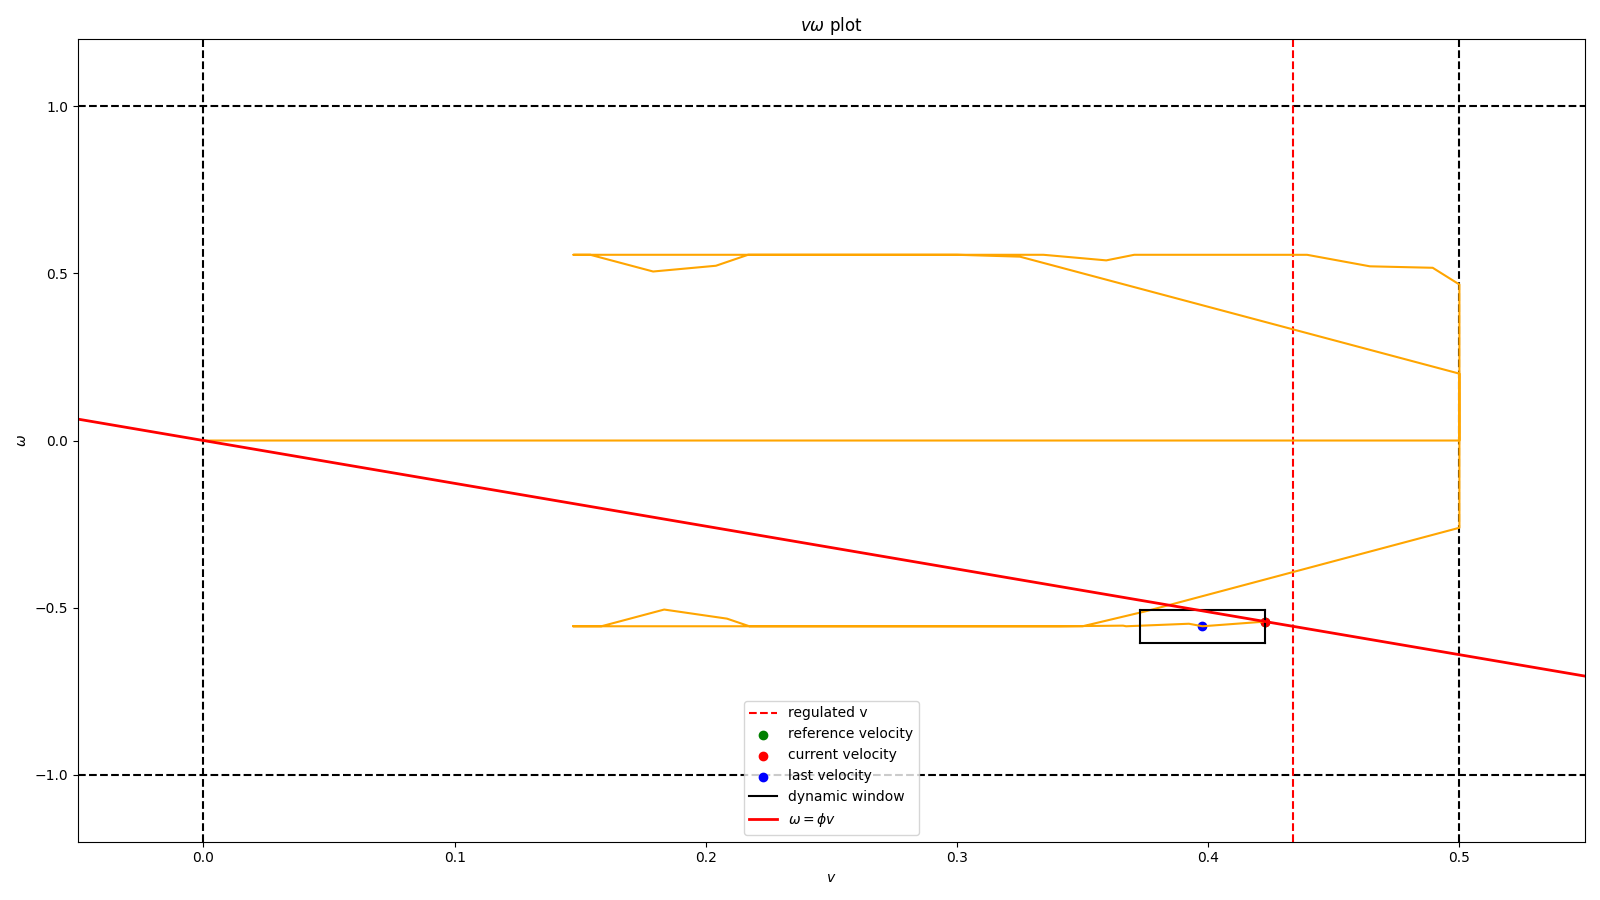 vω plot
1.0
0.5
0.0
−0.5
−1.0
ω
0.0 0.1 0.2 0.3 0.4 0.5
v
regulated v
reference velocity
current velocity
last velocity
dynamic window
ω = ϕv